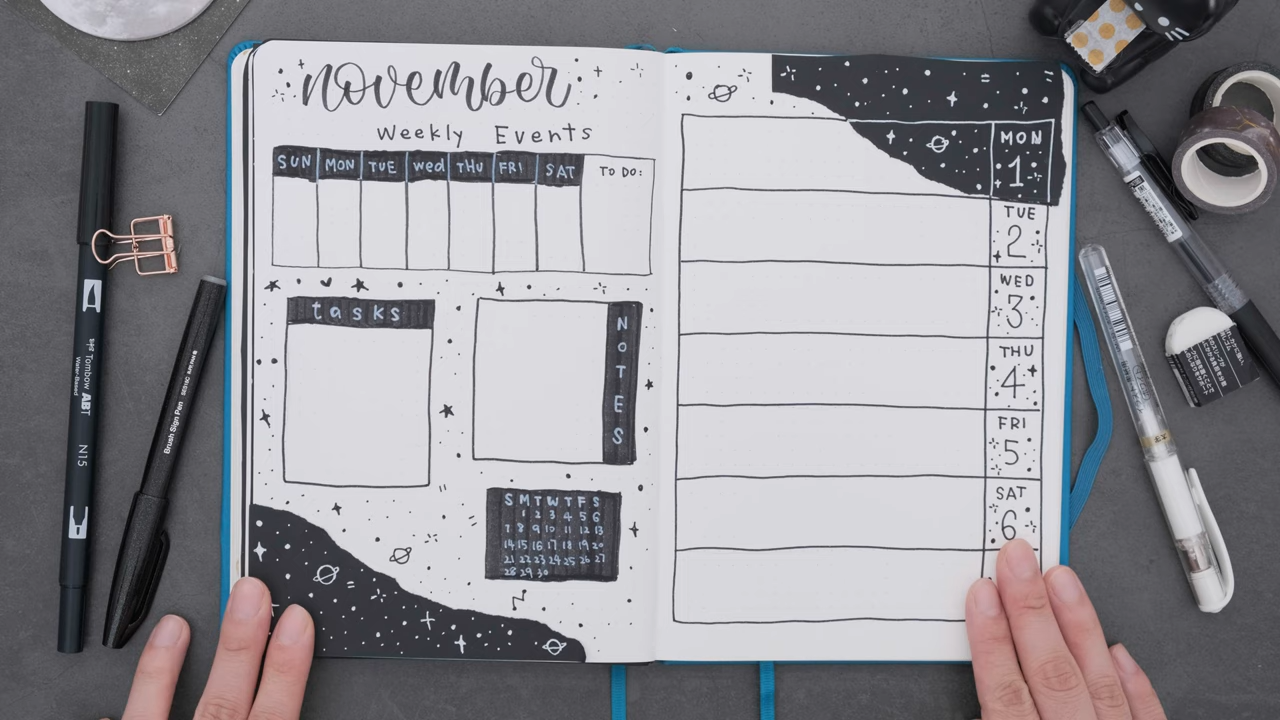 november
Weekly Events
SUN MON TUE wed THU FRI SAT TO DO:
tasks
NOTES
S M T W T F S
1 2 3 4 5 6
7 8 9 10 11 12 13
14 15 16 17 18 19 20
21 22 23 24 25 26 27
28 29 30
MON
1
TUE
2
WED
3
THU
4
FRI
5
SAT
6
Tombow ABT
Water-Based
N15
Brush Sign Pen